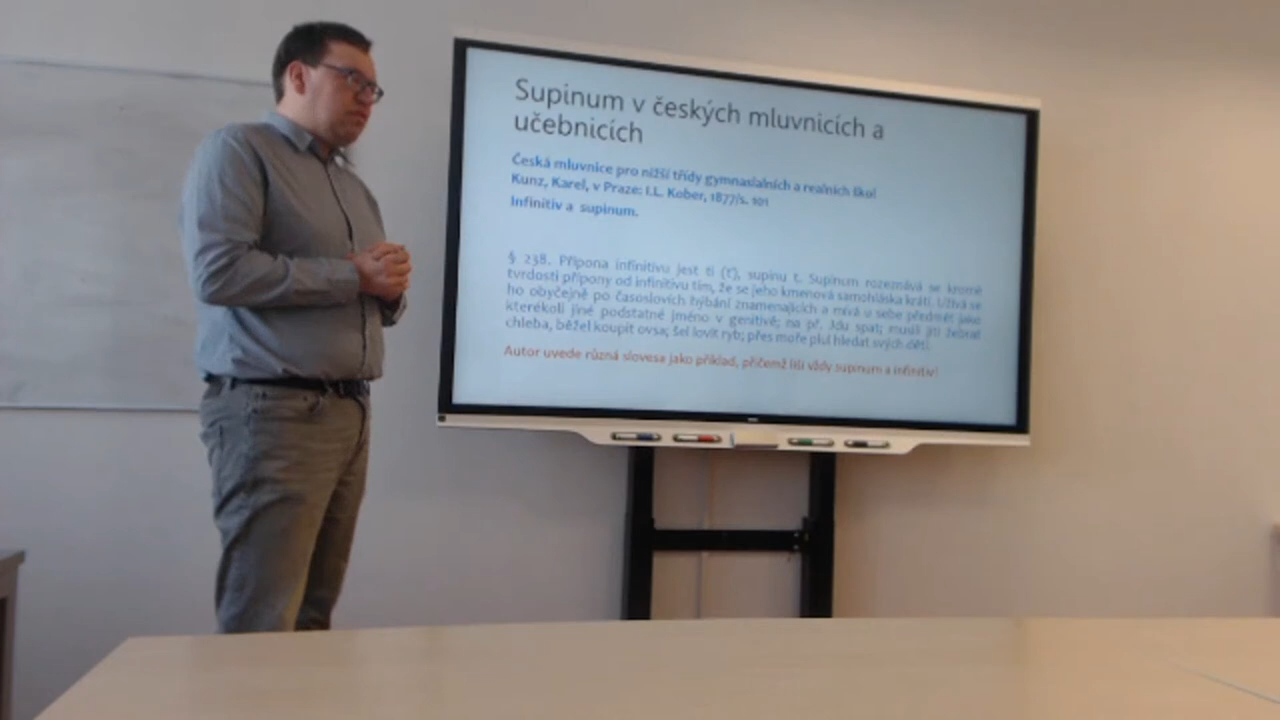 Supinum v českých mluvnicích a
učebnicích
Česká mluvnice pro nižší třídy gymnasialních a realních škol
Kunz, Karel, v Praze: I.L. Kober, 1877/s. 101
Infinitiv a supinum.
§ 238. Přípona infinitivu jest ti (ť), supinu t. Supinum rozeznává se kromě
tvrdosti přípony od infinitivu tím, že se jeho kmenová samohláska krátí. Užívá se
ho obyčejně po časoslovích hýbání znamenajících a mívá u sebe předmět jako
kterékoli jiné podstatné jméno v genitivě; na př. Jdu spat; musil jíti žebrat
chleba, běžel koupit ovsa; šel lovit ryb; přes moře plul hledat svých dětí.
Autor uvede různá slovesa jako příklad, přičemž liší vždy supinum a infinitiv!